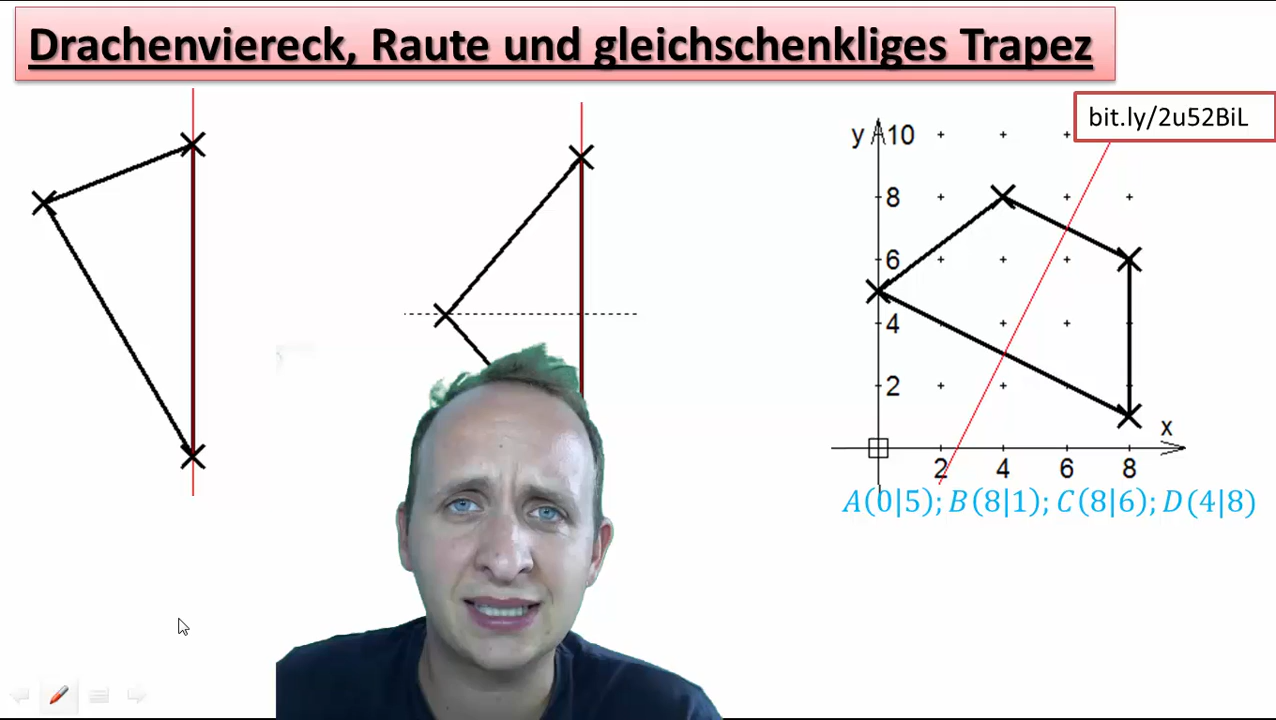 Drachenviereck, Raute und gleichschenkliges Trapez
bit.ly/2u52BiL
y 10
8
6
4
2
x
2 4 6 8
A(0|5); B(8|1); C(8|6); D(4|8)